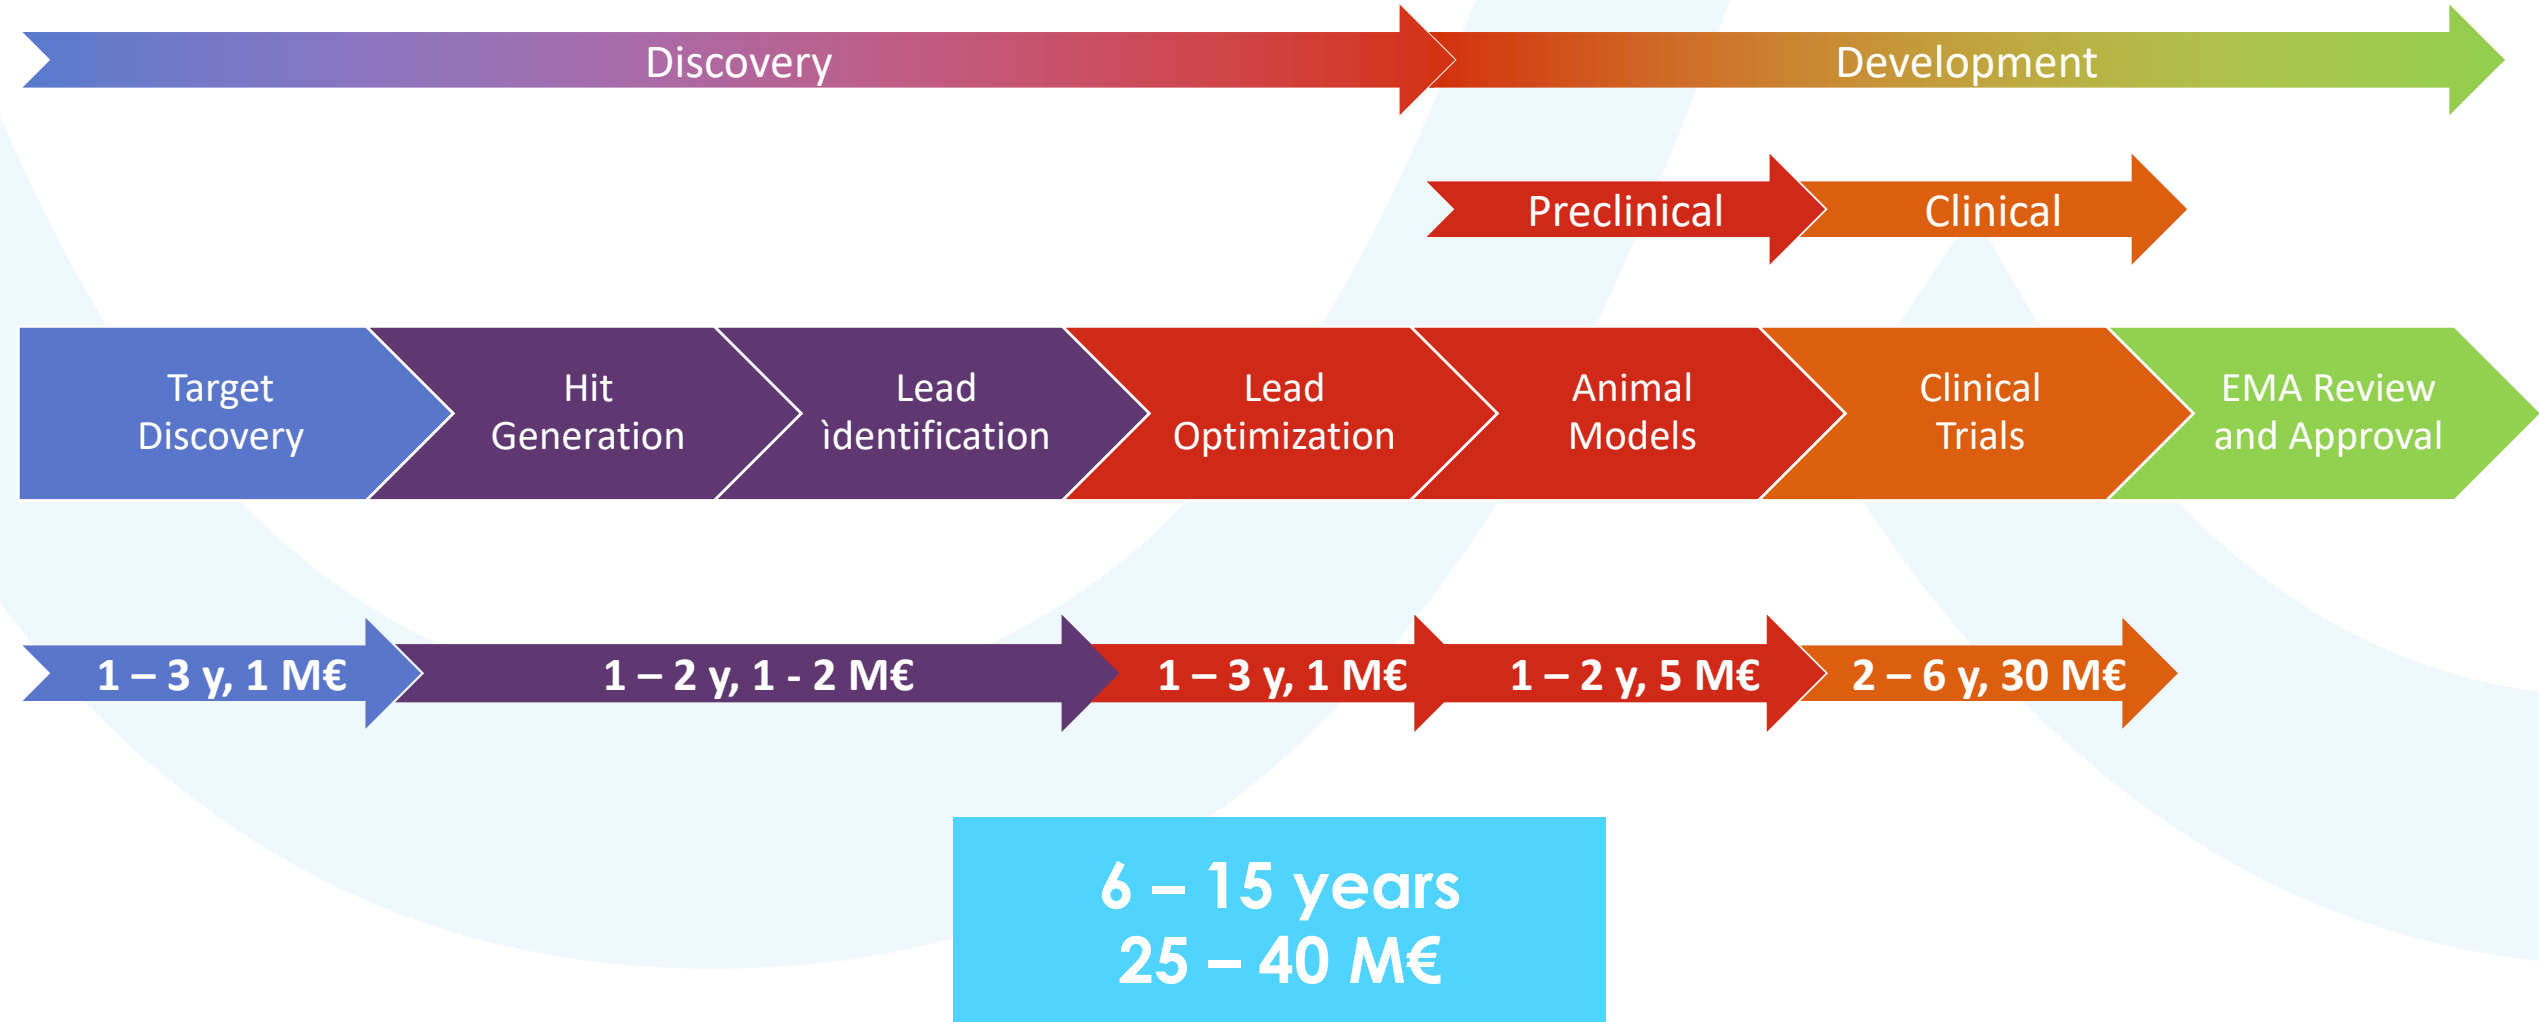 Discovery
Development
Preclinical
Clinical
Target
Discovery
Hit
Generation
Lead
ìdentification
Lead
Optimization
Animal
Models
Clinical
Trials
EMA Review
and Approval
1 – 3 y, 1 M€
1 – 2 y, 1 - 2 M€
1 – 3 y, 1 M€
1 – 2 y, 5 M€
2 – 6 y, 30 M€
6 – 15 years
25 – 40 M€